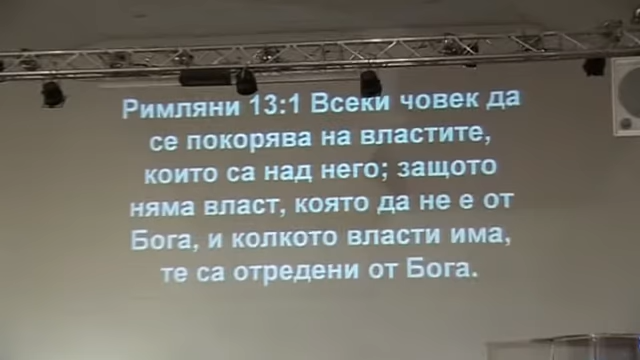 Римляни 13:1 Всеки човек да
се покорява на властите,
които са над него; защото
няма власт, която да не е от
Бога, и колкото власти има,
те са отредени от Бога.